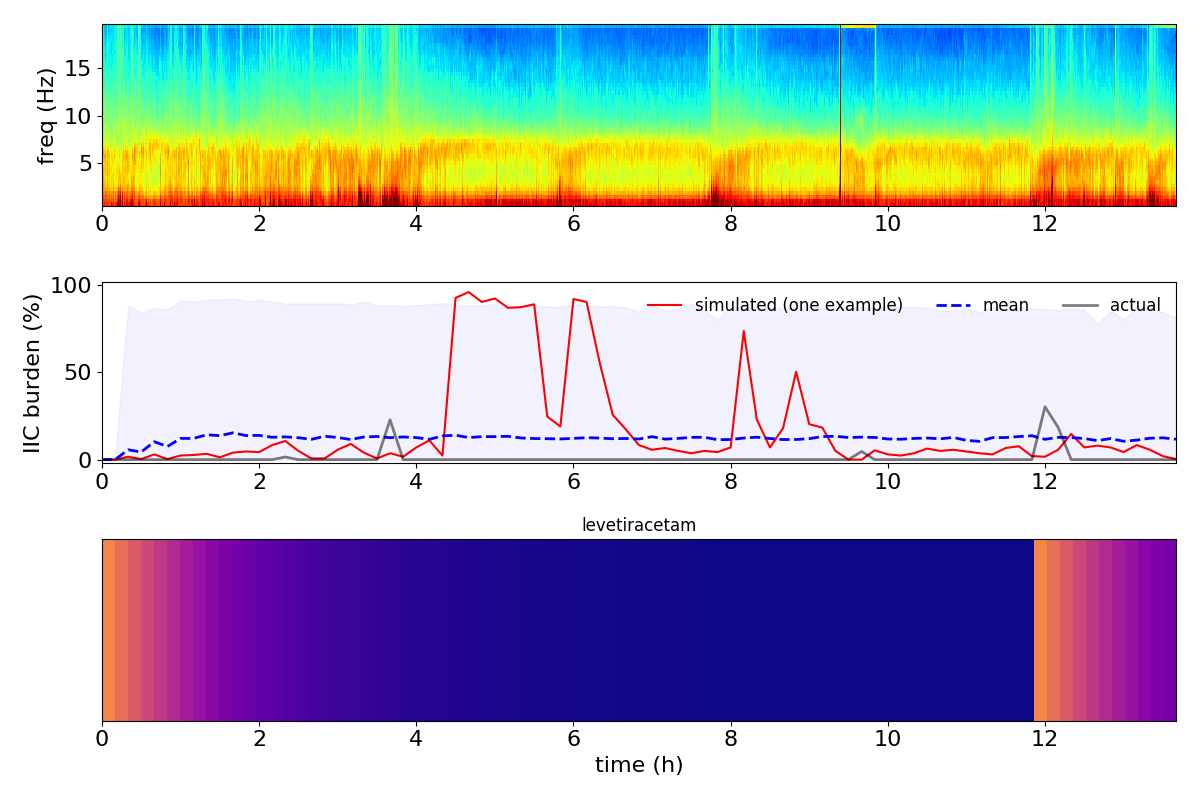 freq (Hz)
15
10
5
0 2 4 6 8 10 12
IIC burden (%)
100
50
0
simulated (one example) mean actual
0 2 4 6 8 10 12
levetiracetam
0 2 4 6 8 10 12
time (h)